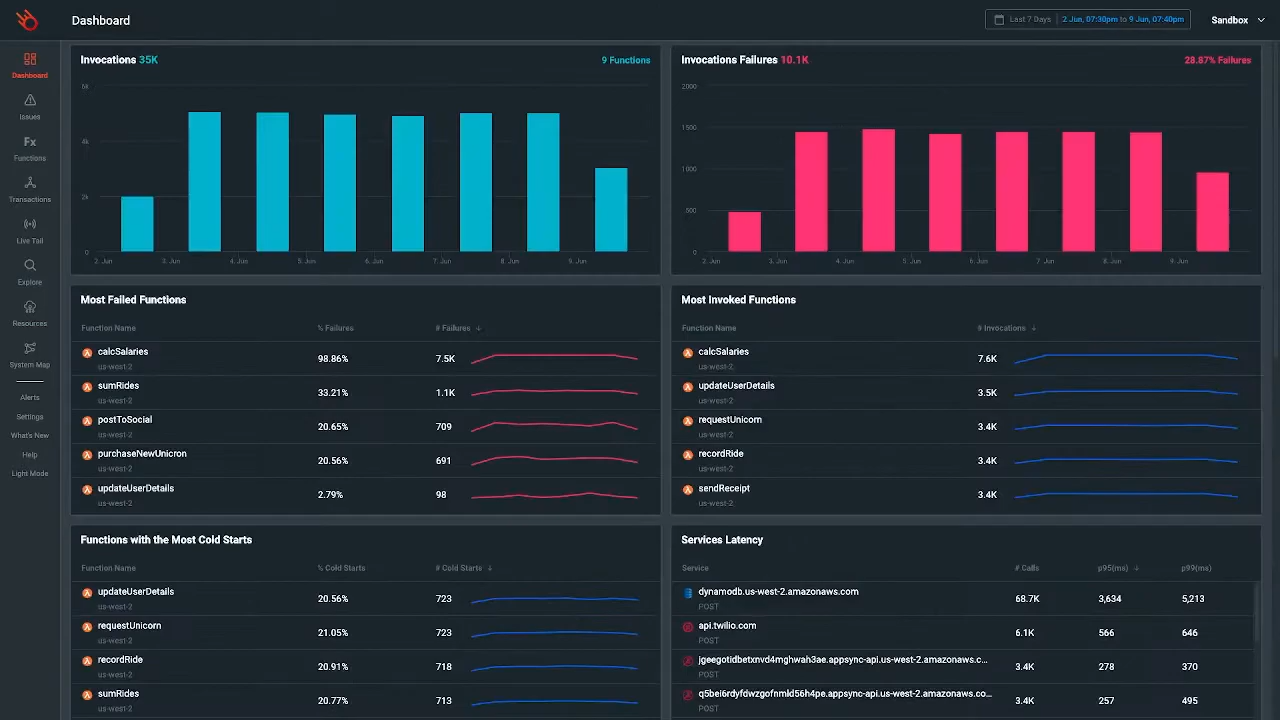 Dashboard
Last 7 Days
2 Jun, 07:30pm to 9 Jun, 07:40pm
Sandbox
Dashboard
Issues
Fx
Functions
Transactions
Live Tail
Explore
Resources
System Map
Alerts
Settings
What's New
Help
Light Mode
Invocations 35K
9 Functions
6k
4k
2k
0
2. Jun 3. Jun 4. Jun 5. Jun 6. Jun 7. Jun 8. Jun 9. Jun
Invocations Failures 10.1K
28.87% Failures
2000
1500
1000
500
0
2. Jun 3. Jun 4. Jun 5. Jun 6. Jun 7. Jun 8. Jun 9. Jun
Most Failed Functions
Function Name % Failures # Failures
calcSalaries 98.86% 7.5K
us-west-2
sumRides 33.21% 1.1K
us-west-2
postToSocial 20.65% 709
us-west-2
purchaseNewUnicron 20.56% 691
us-west-2
updateUserDetails 2.79% 98
us-west-2
Most Invoked Functions
Function Name # Invocations
calcSalaries 7.6K
us-west-2
updateUserDetails 3.5K
us-west-2
requestUnicorn 3.4K
us-west-2
recordRide 3.4K
us-west-2
sendReceipt 3.4K
us-west-2
Functions with the Most Cold Starts
Function Name % Cold Starts # Cold Starts
updateUserDetails 20.56% 723
us-west-2
requestUnicorn 21.05% 723
us-west-2
recordRide 20.91% 718
us-west-2
sumRides 20.77% 713
us-west-2
Services Latency
Service # Calls p95(ms) p99(ms)
dynamodb.us-west-2.amazonaws.com 68.7K 3,634 5,213
POST
api.twilio.com 6.1K 566 646
POST
jgeegotidbetxnvd4mghwah3ae.appsync-api.us-west-2.amazonaws.c... 3.4K 278 370
POST
q5bei6rdyfdwzgofnmld56h4pe.appsync-api.us-west-2.amazonaws.co... 3.4K 257 495
POST